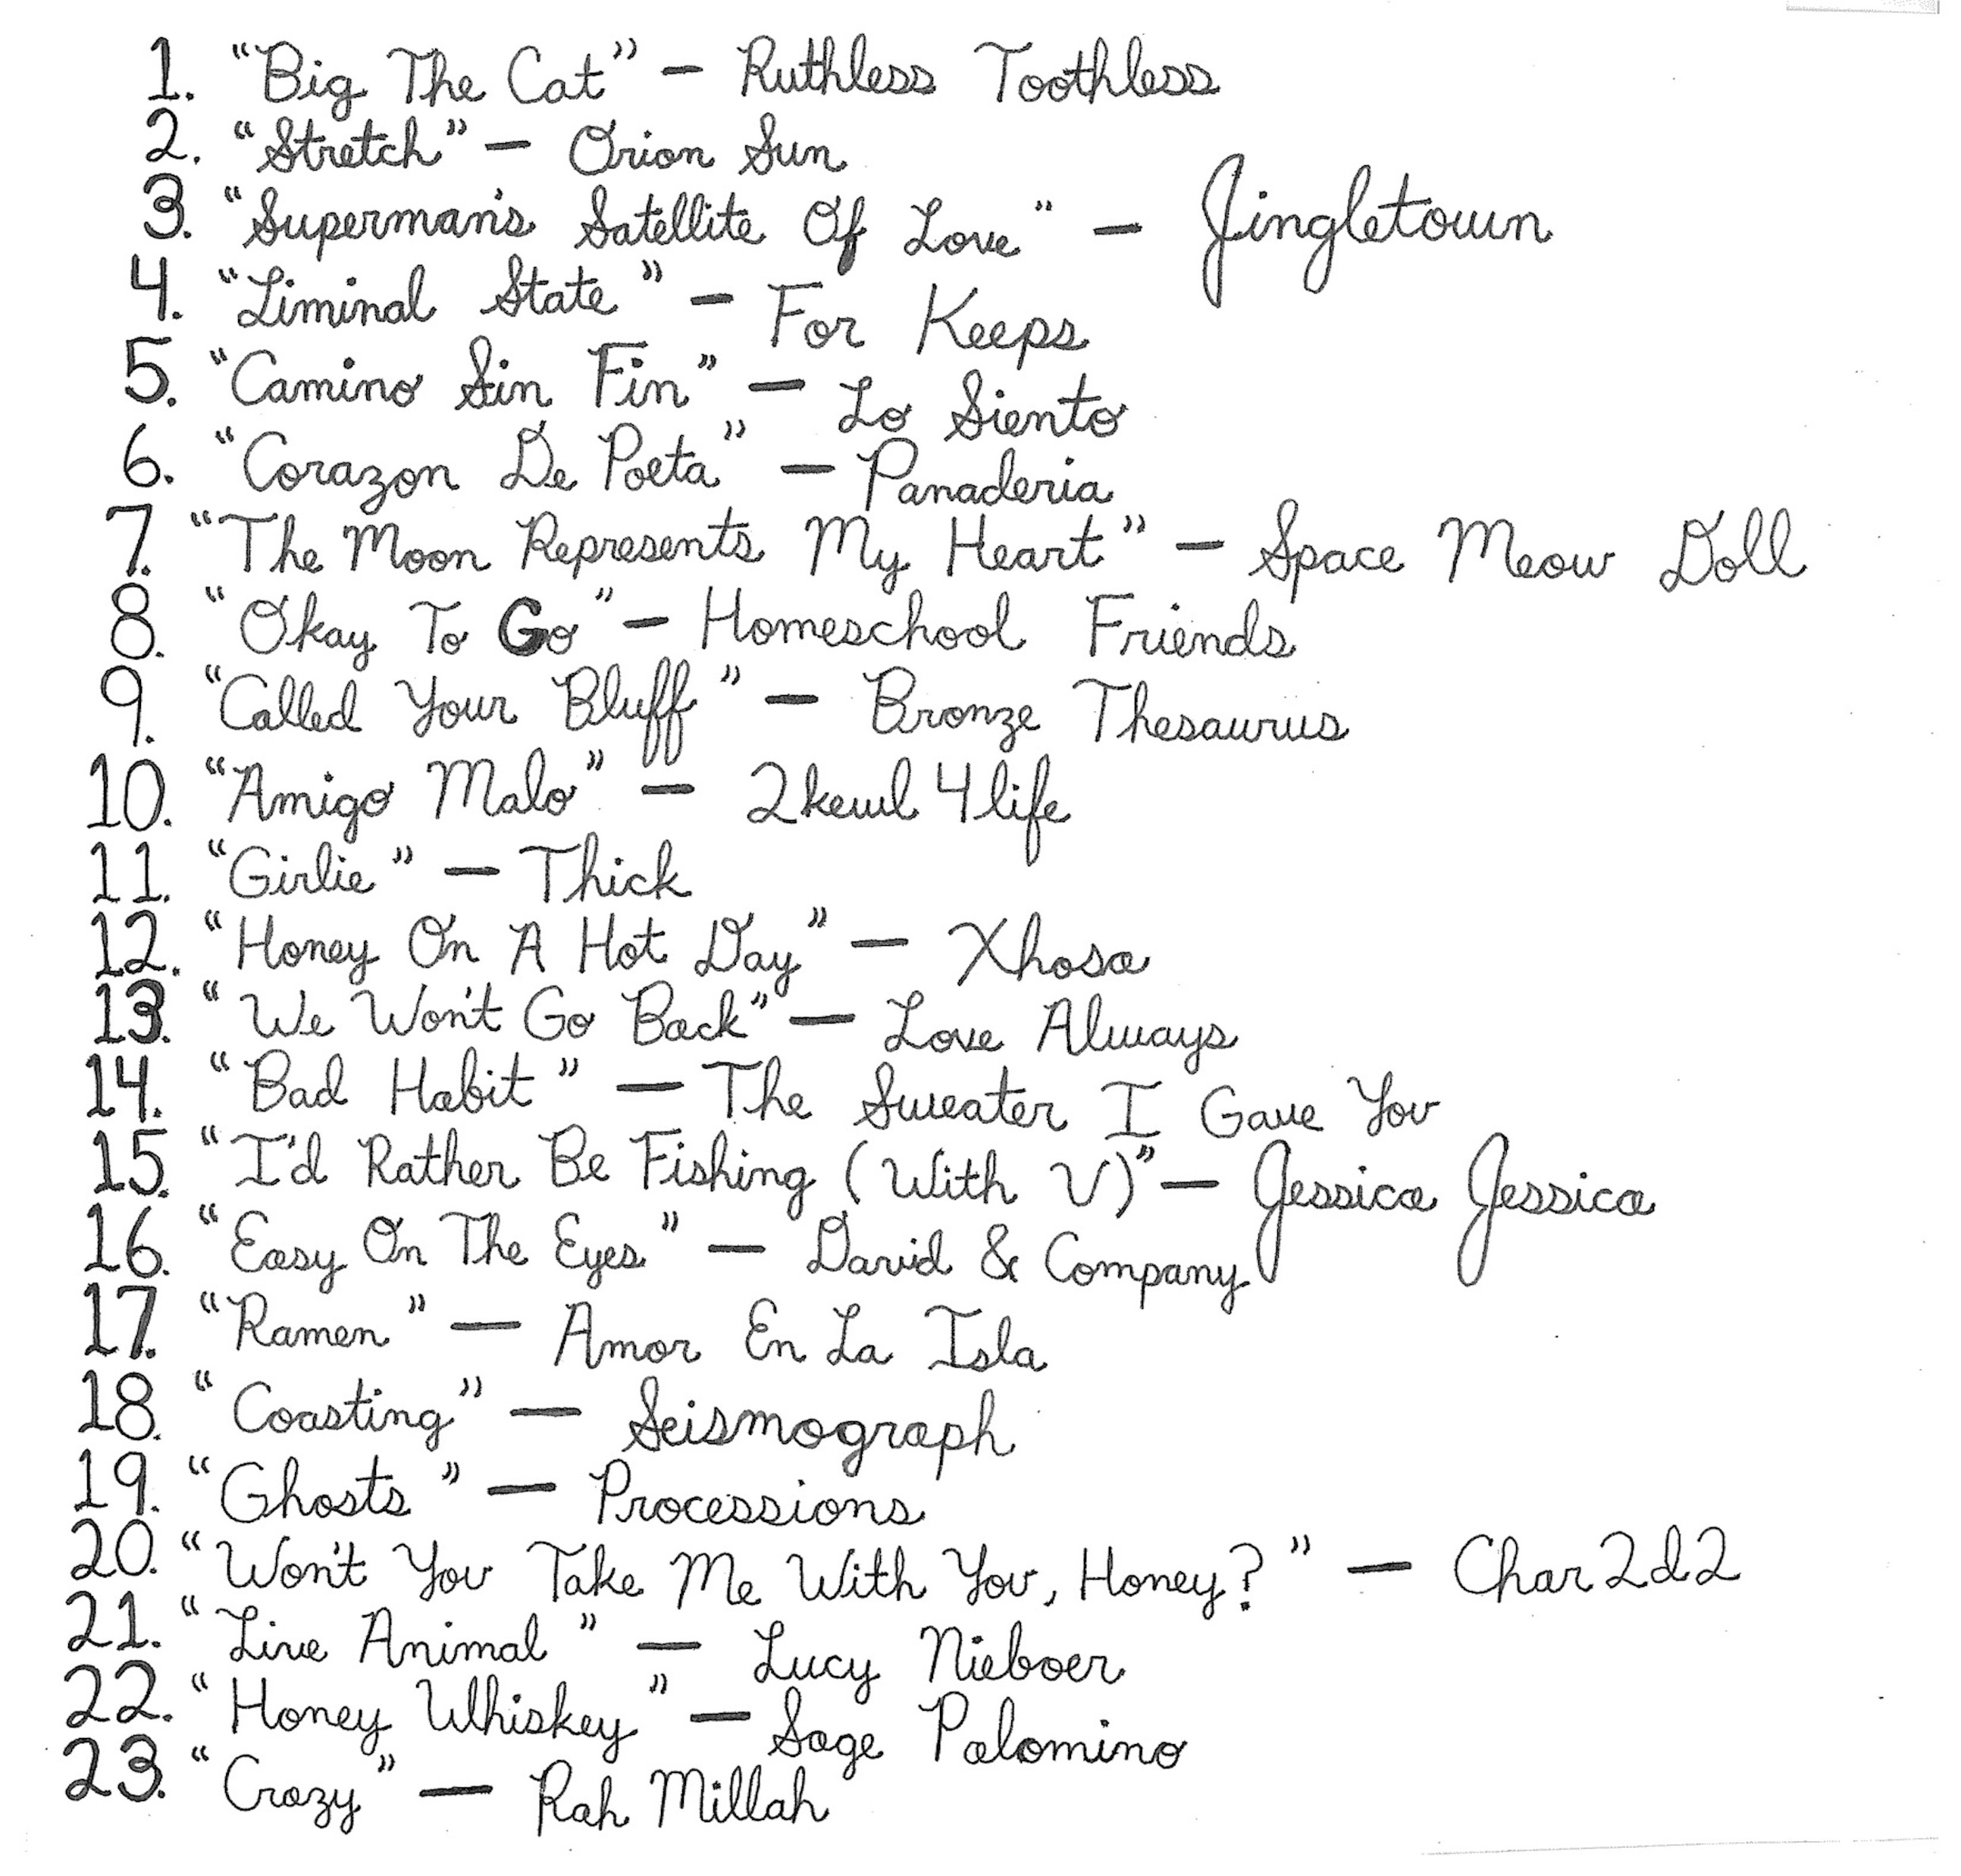 1. "Big The Cat" — Ruthless Toothless
2. "Stretch" — Orion Sun
3. "Superman's Satellite Of Love" — Jingletown
4. "Liminal State" — For Keeps
5. "Camino Sin Fin" — Lo Siento
6. "Corazon De Poeta" — Panaderia
7. "The Moon Represents My Heart" — Space Meow Doll
8. "Okay To Go" — Homeschool Friends
9. "Called Your Bluff" — Bronze Thesaurus
10. "Amigo Malo" — 2kewl 4life
11. "Girlie" — Thick
12. "Honey On A Hot Day" — Xhosa
13. "We Won't Go Back" — Love Always
14. "Bad Habit" — The Sweater I Gave You
15. "I'd Rather Be Fishing (With V)" — Jessica Jessica
16. "Easy On The Eyes" — David & Company
17. "Ramen" — Amor En La Isla
18. "Coasting" — Seismograph
19. "Ghosts" — Processions
20. "Won't You Take Me With You, Honey?" — Char2d2
21. "Live Animal" — Lucy Nieboer
22. "Honey Whiskey" — Sage Palomino
23. "Crazy" — Rah Millah